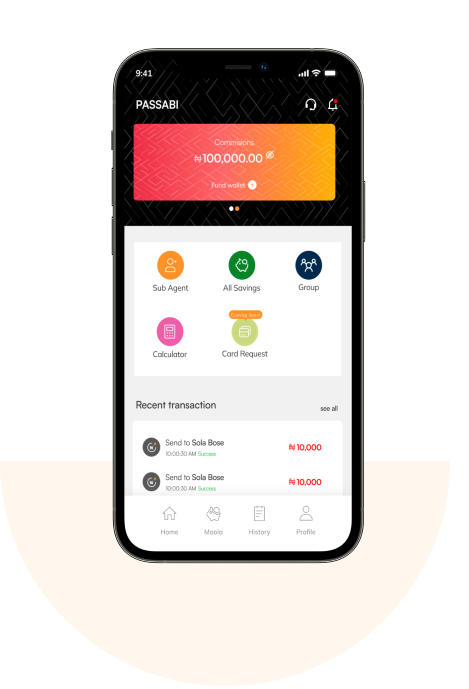 9:41
PASSABI
Commisions
₦100,000.00
Fund wallet
Sub Agent
All Savings
Group
Coming Soon
Calculator
Card Request
Recent transaction
see all
Send to Sola Bose
10:00:30 AM Success
₦ 10,000
Send to Sola Bose
10:00:30 AM Success
₦ 10,000
Home
Moola
History
Profile